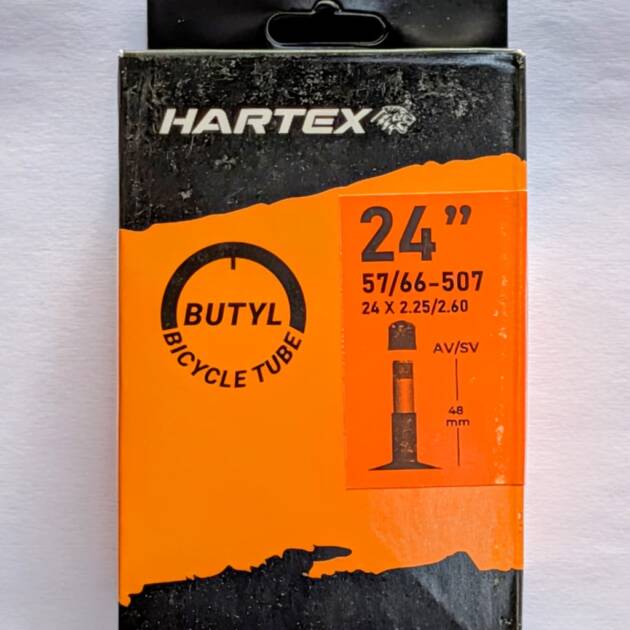 HARTEX
BUTYL
BICYCLE TUBE
24”
57/66-507
24 X 2.25/2.60
AV/SV
48
mm